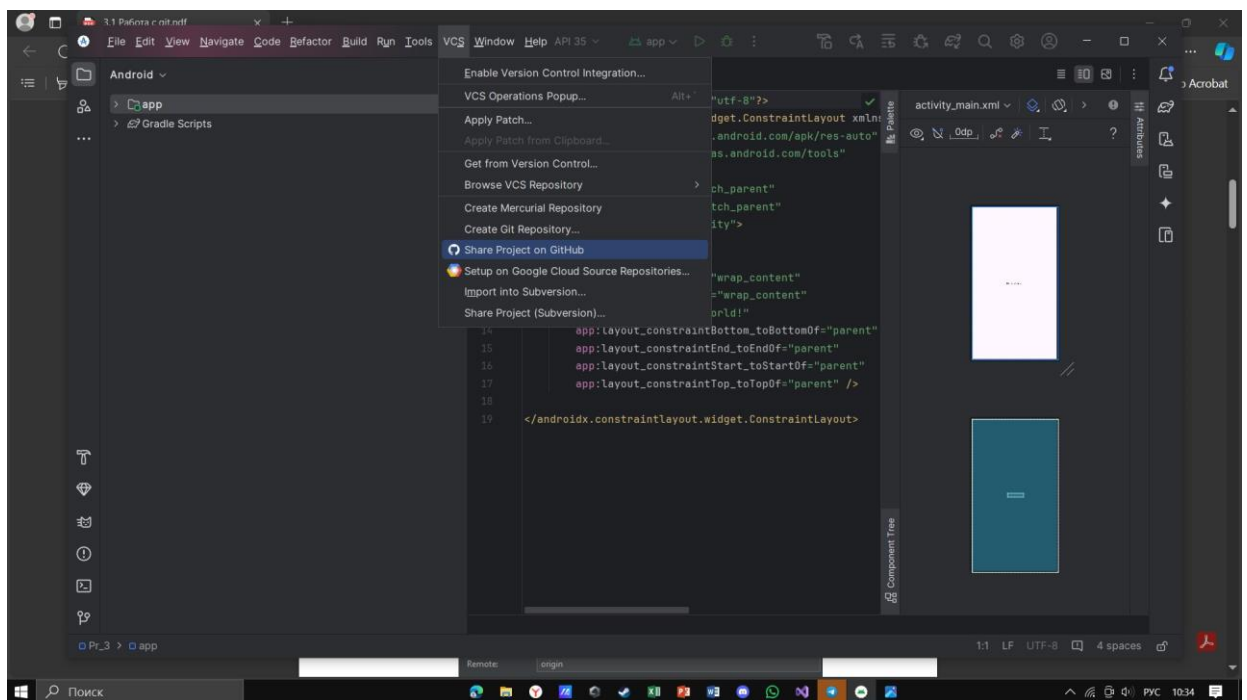 3.1 Работа с git.pdf
File Edit View Navigate Code Refactor Build Run Tools VCS Window Help API 35 app
Acrobat
Android
app
Gradle Scripts
Enable Version Control Integration...
VCS Operations Popup... Alt+`
Apply Patch...
Apply Patch from Clipboard...
Get from Version Control...
Browse VCS Repository
Create Mercurial Repository
Create Git Repository...
Share Project on GitHub
Setup on Google Cloud Source Repositories...
Import into Subversion...
Share Project (Subversion)...
"utf-8"?>
dget.ConstraintLayout xmln
.android.com/apk/res-auto"
as.android.com/tools"
ch_parent"
tch_parent"
ity">
"wrap_content"
="wrap_content"
orld!"
14 app:layout_constraintBottom_toBottomOf="parent"
15 app:layout_constraintEnd_toEndOf="parent"
16 app:layout_constraintStart_toStartOf="parent"
17 app:layout_constraintTop_toTopOf="parent" />
18
19 </androidx.constraintlayout.widget.ConstraintLayout>
Palette
activity_main.xml
0dp
Attributes
Component Tree
Pr_3 > app
1:1 LF UTF-8 4 spaces
Remote: origin
Поиск
РУС 10:34